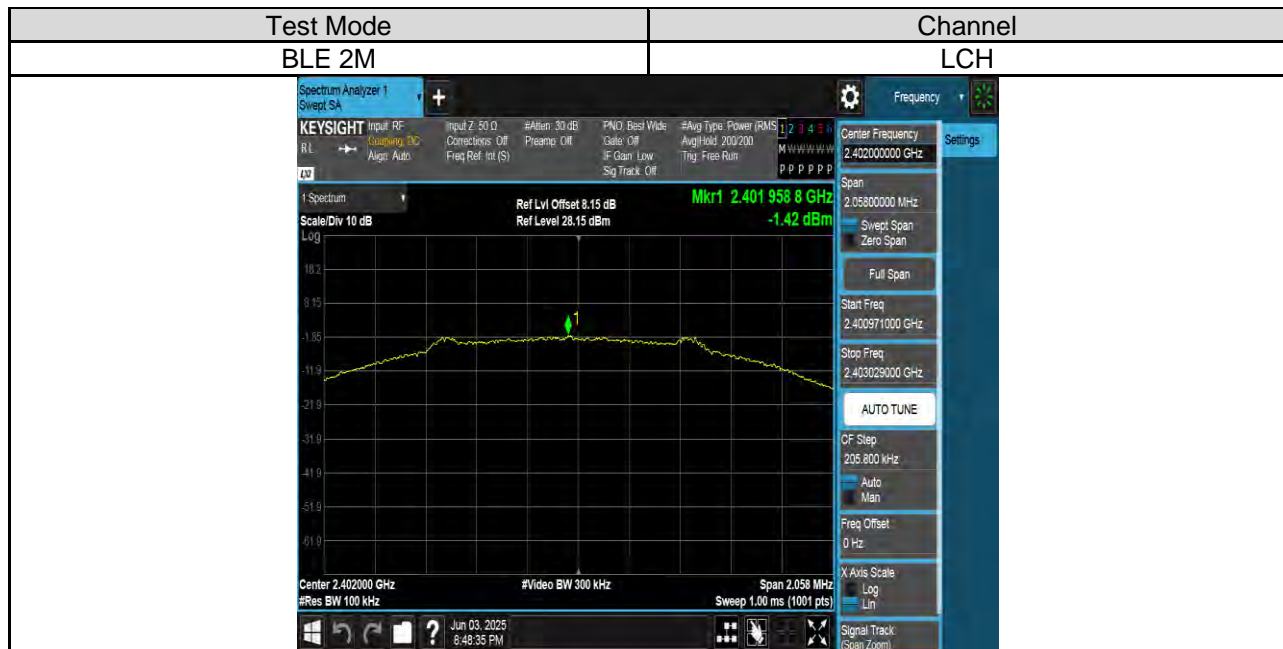 Test Mode Channel
BLE 2M LCH
Spectrum Analyzer 1
Swept SA
Frequency
KEYSIGHT Input: RF
Coupling: DC
Align: Auto
RL
LXI
Input Z: 50 Ω
Corrections: Off
Freq Ref: Int (S)
#Atten: 30 dB
Preamp: Off
PNO: Best Wide
Gate: Off
IF Gain: Low
Sig Track: Off
#Avg Type: Power (RMS
Avg|Hold: 200/200
Trig: Free Run
1 2 3 4 5 6
M W W W W W
P P P P P P
Center Frequency
2.402000000 GHz
Settings
Span
2.05800000 MHz
Swept Span
Zero Span
Full Span
Start Freq
2.400971000 GHz
Stop Freq
2.403029000 GHz
AUTO TUNE
CF Step
205.800 kHz
Auto
Man
Freq Offset
0 Hz
X Axis Scale
Log
Lin
Signal Track
(Span Zoom)
1 Spectrum
Scale/Div 10 dB
Log
Ref Lvl Offset 8.15 dB
Ref Level 28.15 dBm
Mkr1 2.401 958 8 GHz
-1.42 dBm
18.2
8.15
1
-1.85
-11.9
-21.9
-31.9
-41.9
-51.9
-61.9
Center 2.402000 GHz
#Res BW 100 kHz
#Video BW 300 kHz
Span 2.058 MHz
Sweep 1.00 ms (1001 pts)
Jun 03, 2025
8:48:35 PM